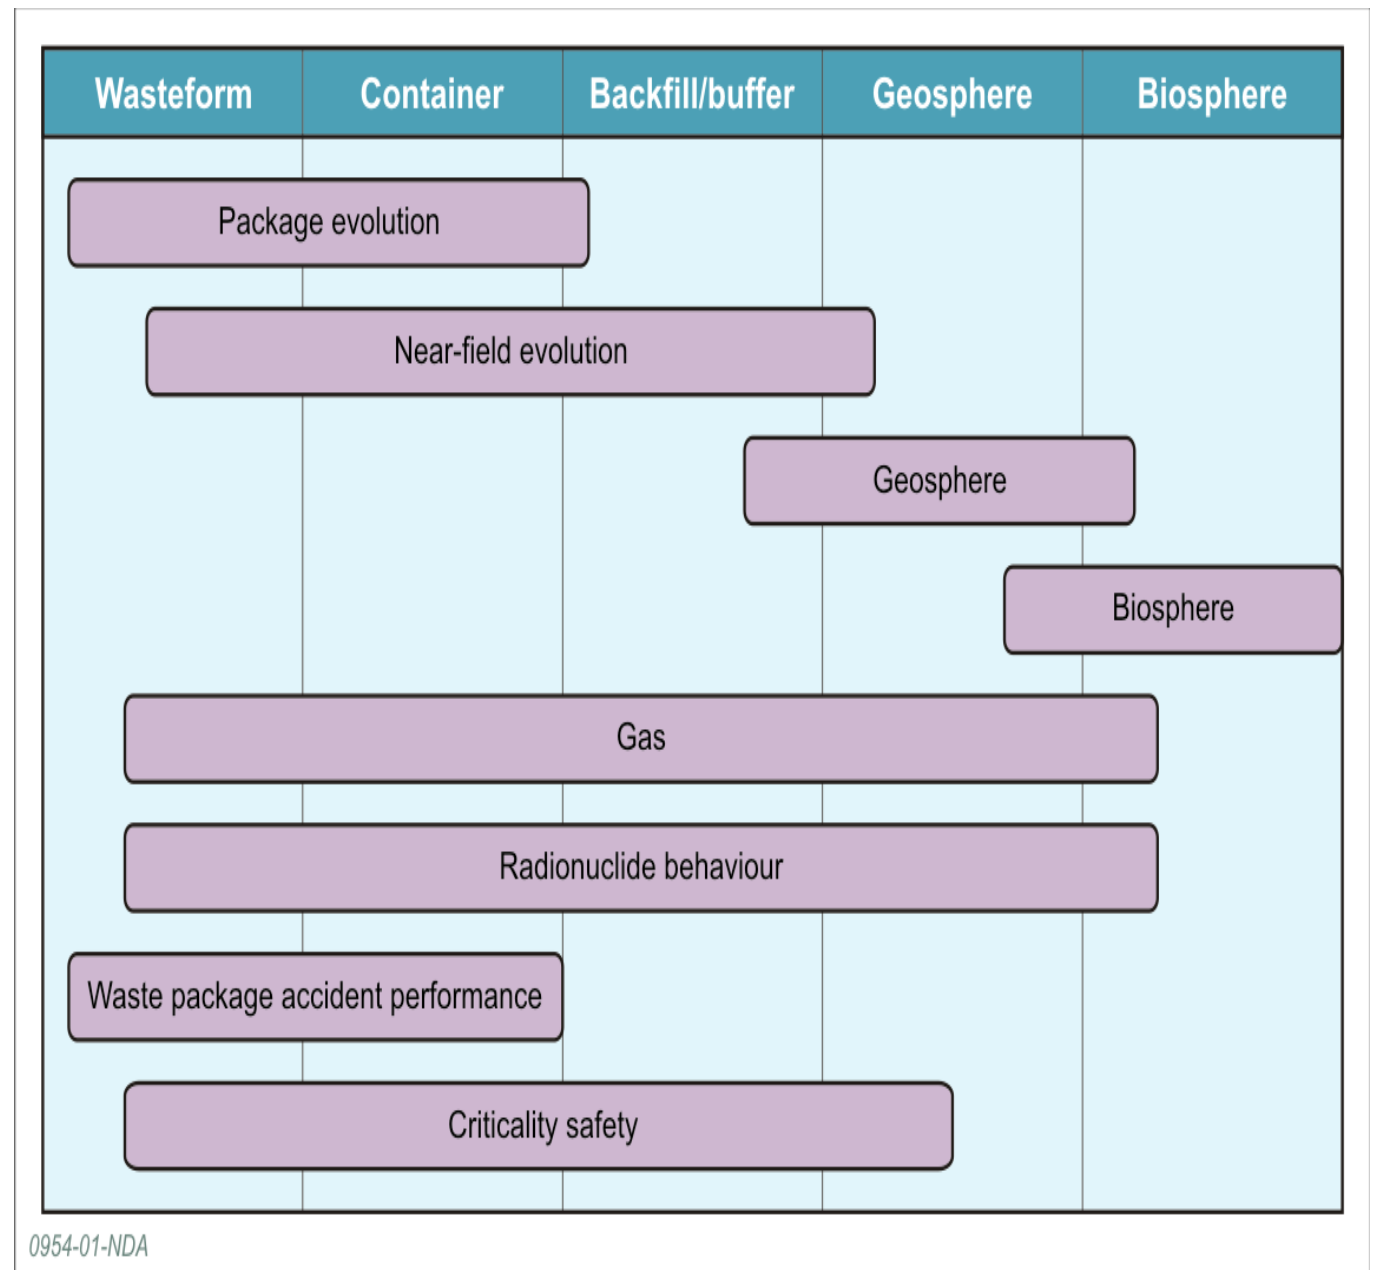 Wasteform Container Backfill/buffer Geosphere Biosphere
Package evolution
Near-field evolution
Geosphere
Biosphere
Gas
Radionuclide behaviour
Waste package accident performance
Criticality safety
0954-01-NDA